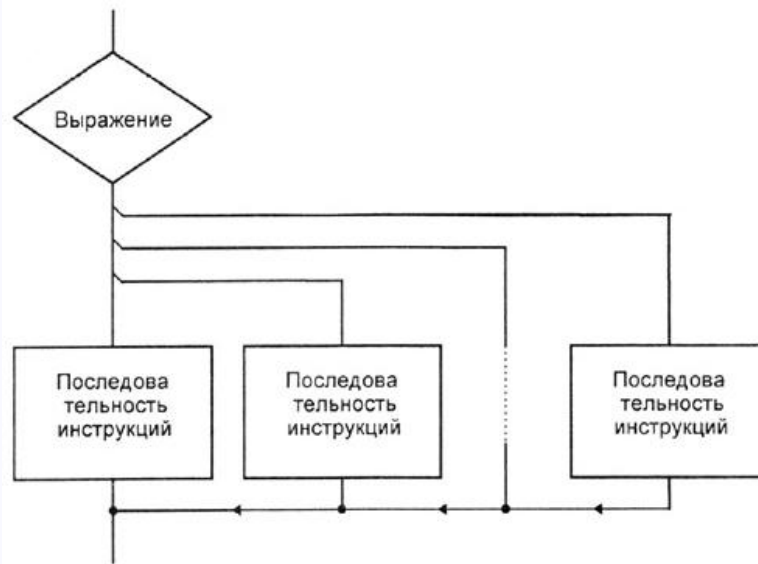 Выражение
Последова
тельность
инструкций
Последова
тельность
инструкций
Последова
тельность
инструкций